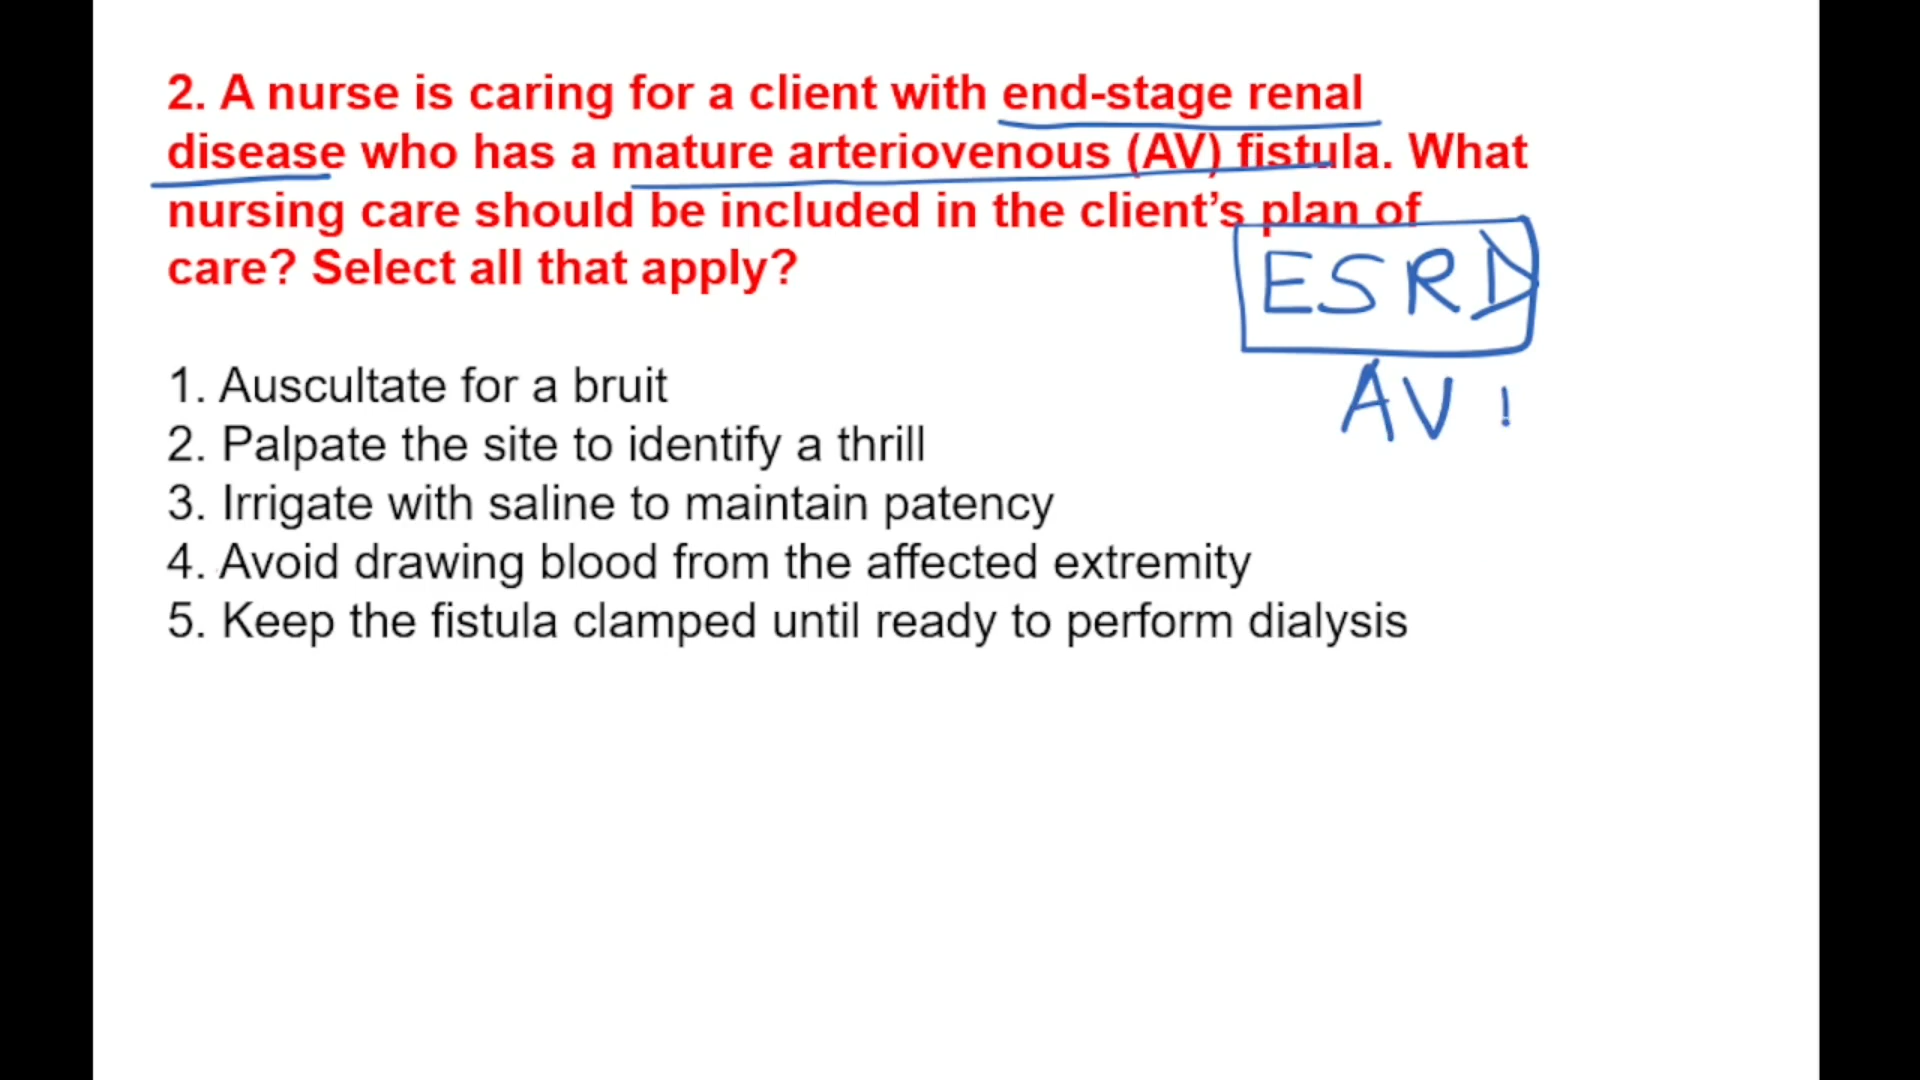 2. A nurse is caring for a client with end-stage renal
disease who has a mature arteriovenous (AV) fistula. What
nursing care should be included in the client’s plan of
care? Select all that apply?
ESRD
AV !
1. Auscultate for a bruit
2. Palpate the site to identify a thrill
3. Irrigate with saline to maintain patency
4. Avoid drawing blood from the affected extremity
5. Keep the fistula clamped until ready to perform dialysis